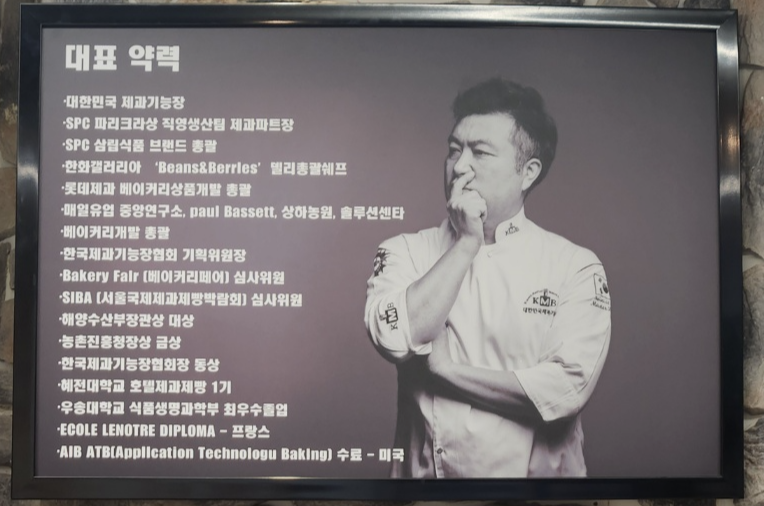 대표 약력
·대한민국 제과기능장
·SPC 파리크라상 직영생산팀 제과파트장
·SPC 삼립식품 브랜드 총괄
·한화갤러리아 ‘Beans&Berries’ 델리총괄쉐프
·롯데제과 베이커리상품개발 총괄
·매일유업 중앙연구소, paul Bassett, 상하농원, 솔루션센타
·베이커리개발 총괄
·한국제과기능장협회 기획위원장
·Bakery Fair (베이커리페어) 심사위원
·SIBA (서울국제제과제빵박람회) 심사위원
·해양수산부장관상 대상
·농촌진흥청장상 금상
·한국제과기능장협회장 동상
·혜전대학교 호텔제과제빵 1기
·우송대학교 식품생명과학부 최우수졸업
·ECOLE LENOTRE DIPLOMA - 프랑스
·AIB ATB(Application Technologu Baking) 수료 - 미국
KMB
KMB